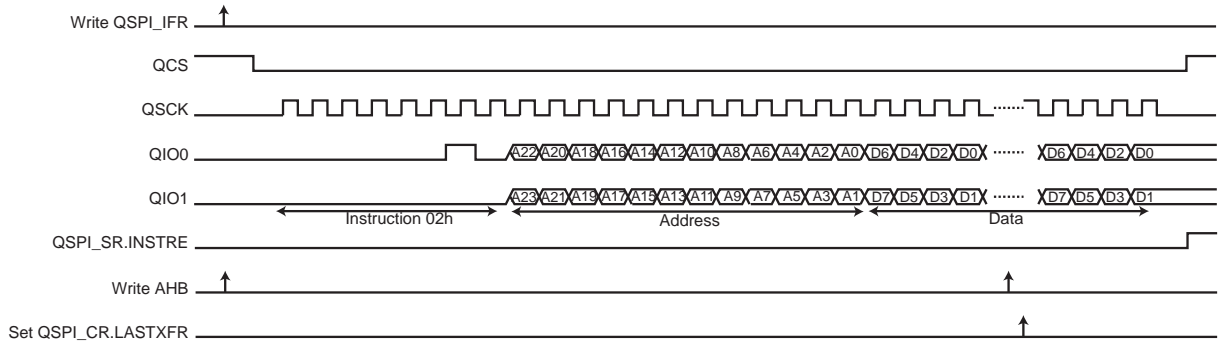 Write QSPI_IFR
QCS
QSCK
QIO0 A22 A20 A18 A16 A14 A12 A10 A8 A6 A4 A2 A0 D6 D4 D2 D0 D6 D4 D2 D0
QIO1 A23 A21 A19 A17 A15 A13 A11 A9 A7 A5 A3 A1 D7 D5 D3 D1 D7 D5 D3 D1
Instruction 02h Address Data
QSPI_SR.INSTRE
Write AHB
Set QSPI_CR.LASTXFR